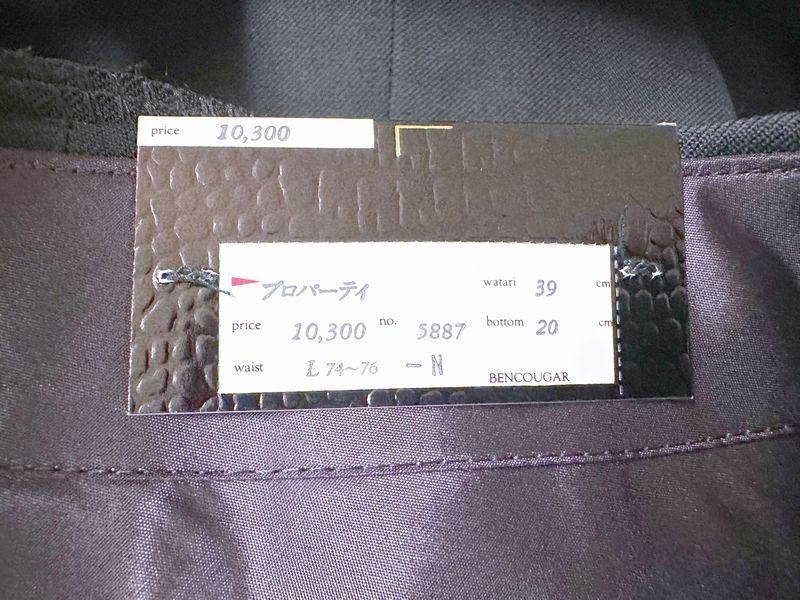 price 10,300
プロパーティ watari 39 cm
price 10,300 no. 5887 bottom 20 cm
waist L 74~76 -N
BENCOUGAR